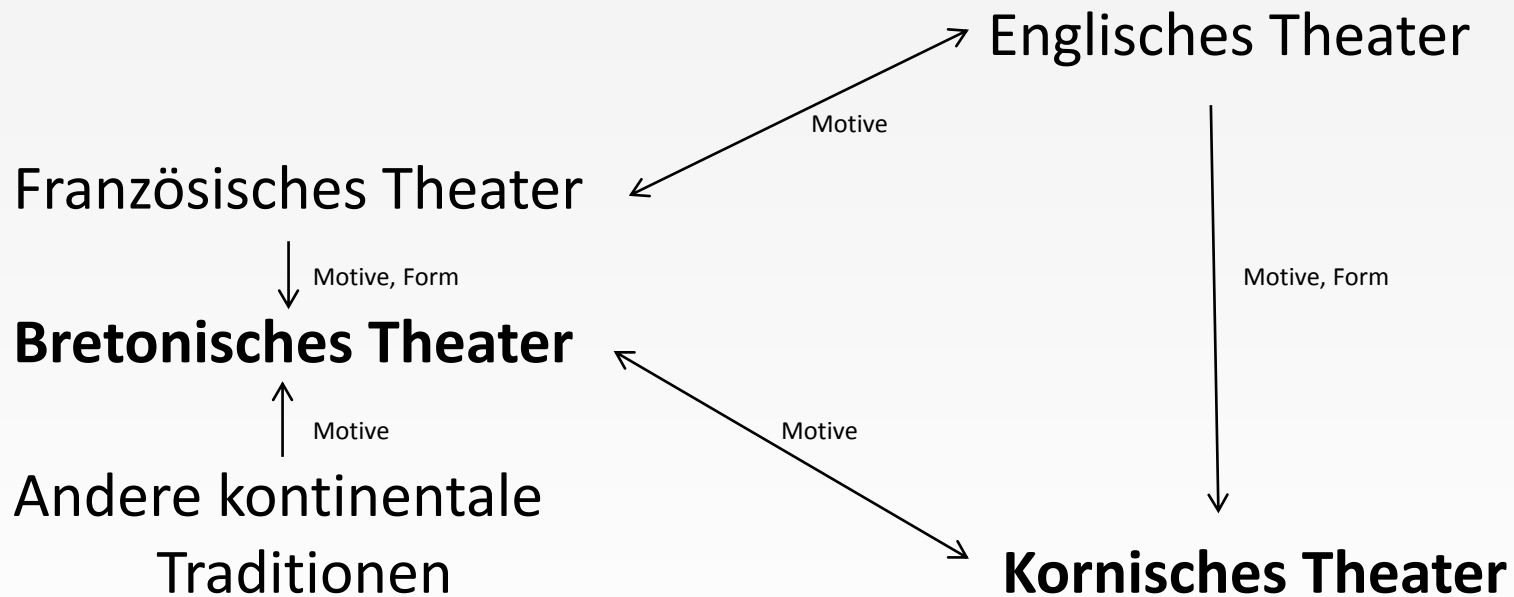 Englisches Theater
Motive
Französisches Theater
Motive, Form
Motive, Form
Bretonisches Theater
Motive
Motive
Andere kontinentale
Traditionen
Kornisches Theater